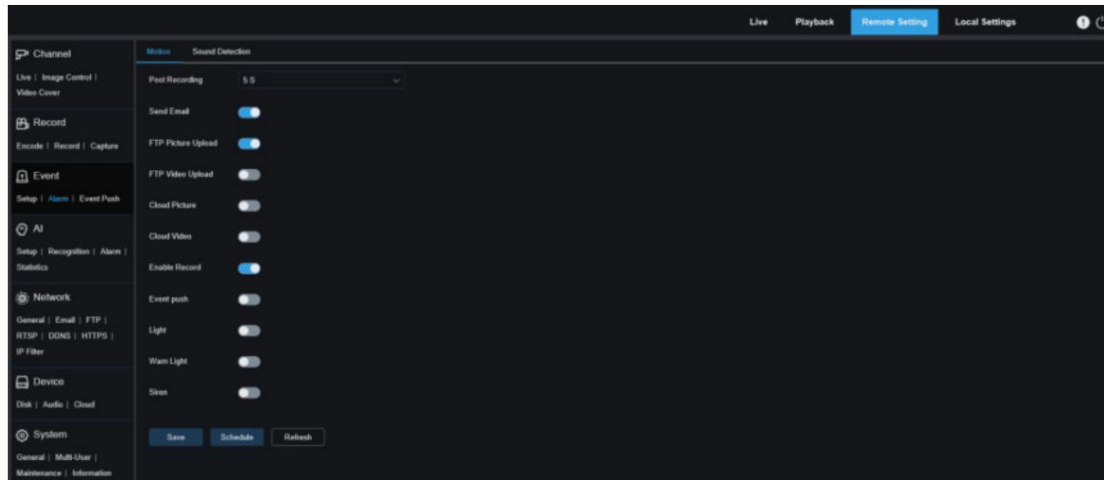 Live Playback Remote Setting Local Settings
Channel
Live | Image Control |
Video Cover
Record
Encode | Record | Capture
Event
Setup | Alarm | Event Push
AI
Setup | Recognition | Alarm |
Statistics
Network
General | Email | FTP |
RTSP | DDNS | HTTPS |
IP Filter
Device
Disk | Audio | Cloud
System
General | Multi-User |
Maintenance | Information
Motion Sound Detection
Post Recording 5 S
Send Email
FTP Picture Upload
FTP Video Upload
Cloud Picture
Cloud Video
Enable Record
Event push
Light
Warn Light
Siren
Save Schedule Refresh